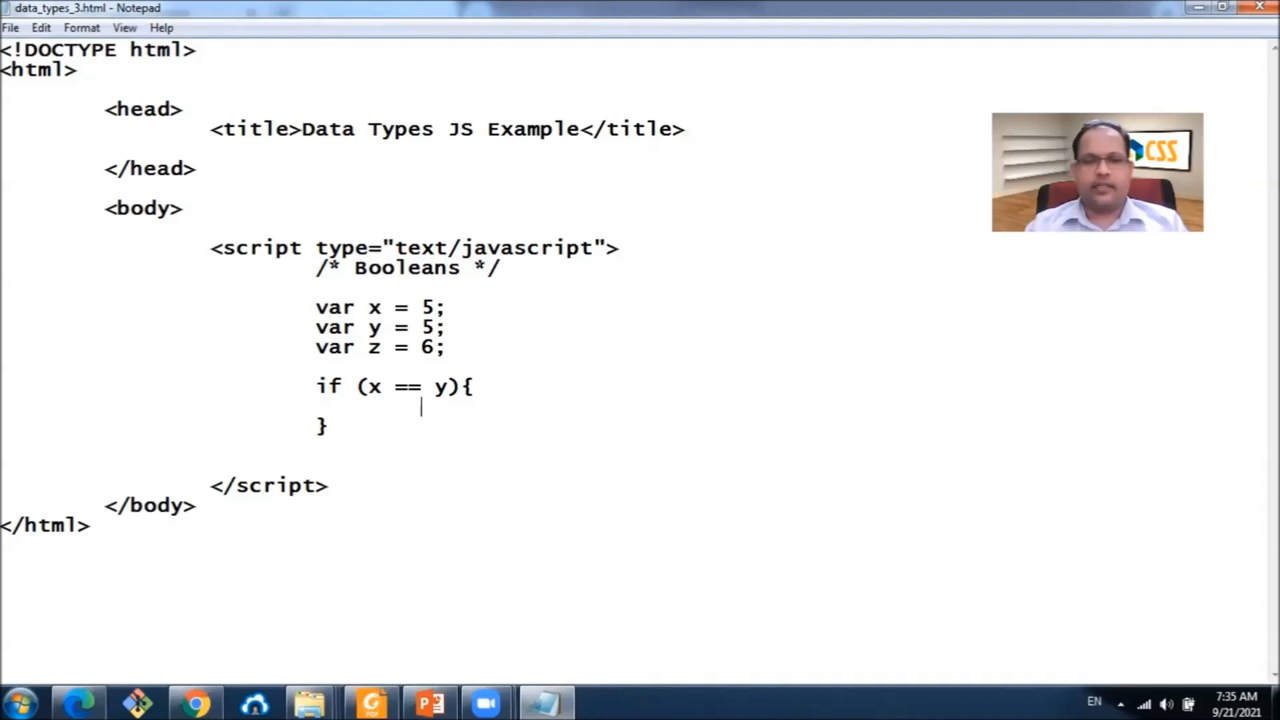 data_types_3.html - Notepad
File Edit Format View Help
<!DOCTYPE html>
<html>
<head>
<title>Data Types JS Example</title>
</head>
<body>
<script type="text/javascript">
/* Booleans */
var x = 5;
var y = 5;
var z = 6;
if (x == y){
}
</script>
</body>
</html>
CSS
PDF
P
EN
7:35 AM
9/21/2021